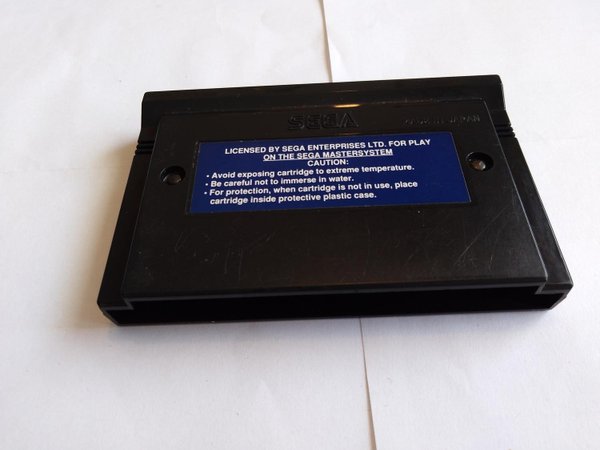 SEGA
MADE IN JAPAN
LICENSED BY SEGA ENTERPRISES LTD. FOR PLAY
ON THE SEGA MASTERSYSTEM
CAUTION:
• Avoid exposing cartridge to extreme temperature.
• Be careful not to immerse in water.
• For protection, when cartridge is not in use, place
cartridge inside protective plastic case.